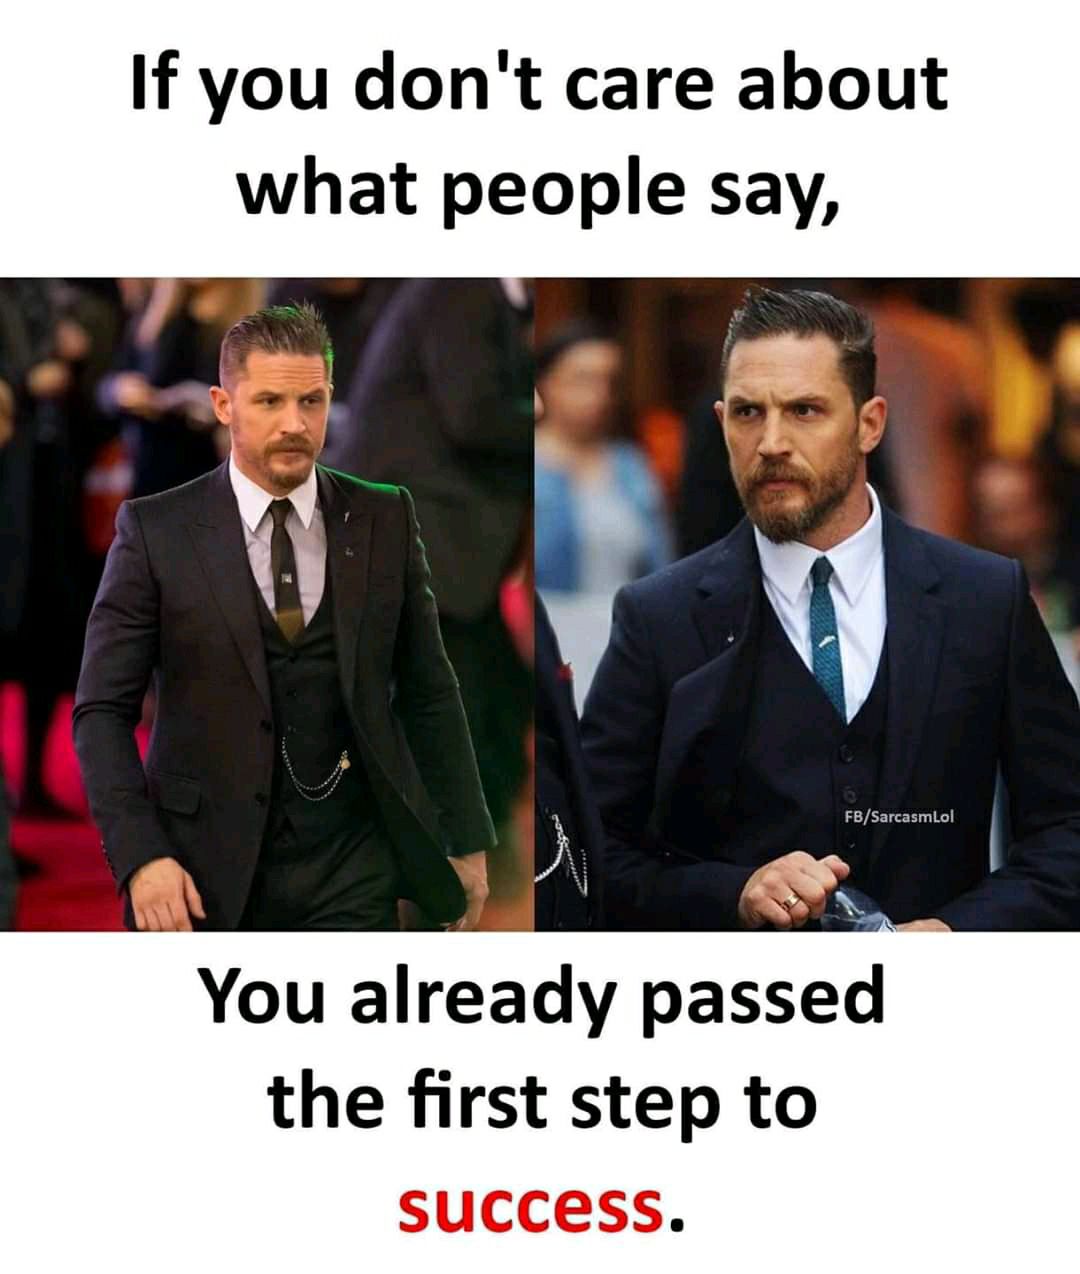 If you don't care about
what people say,
FB/SarcasmLol
You already passed
the first step to
success.